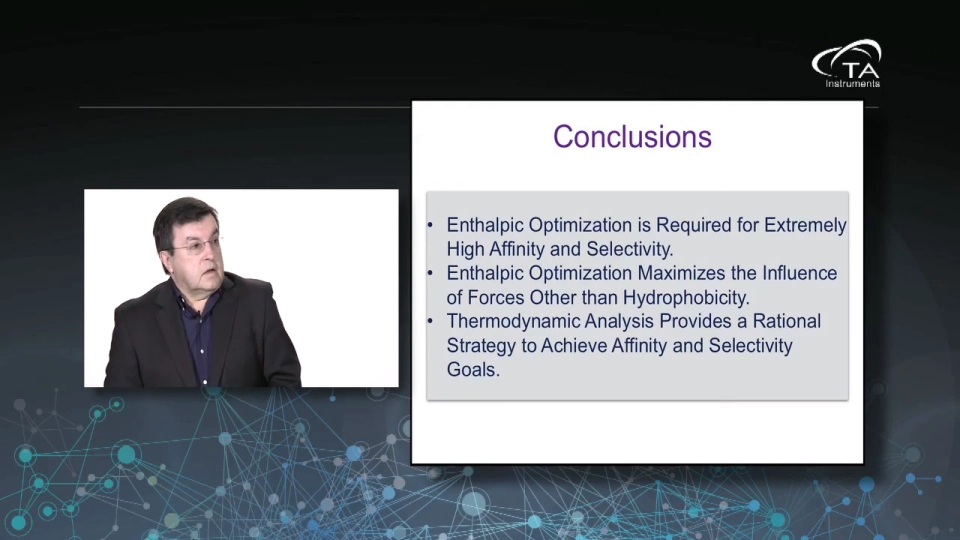 TA
Instruments
Conclusions
• Enthalpic Optimization is Required for Extremely
High Affinity and Selectivity.
• Enthalpic Optimization Maximizes the Influence
of Forces Other than Hydrophobicity.
• Thermodynamic Analysis Provides a Rational
Strategy to Achieve Affinity and Selectivity
Goals.